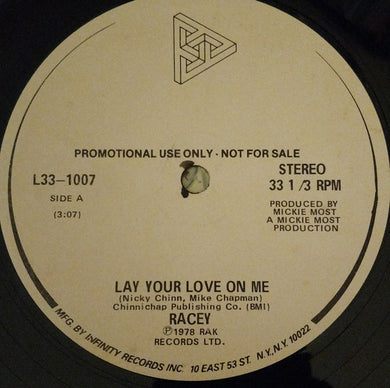 PROMOTIONAL USE ONLY · NOT FOR SALE
L33-1007
SIDE A
(3:07)
STEREO
33 1/3 RPM
PRODUCED BY
MICKIE MOST
A MICKIE MOST
PRODUCTION
LAY YOUR LOVE ON ME
(Nicky Chinn, Mike Chapman)
Chinnichap Publishing Co. (BMI)
RACEY
Ⓟ1978 RAK
RECORDS LTD.
MFG. BY INFINITY RECORDS INC. 10 EAST 53 ST. N.Y., N.Y. 10022